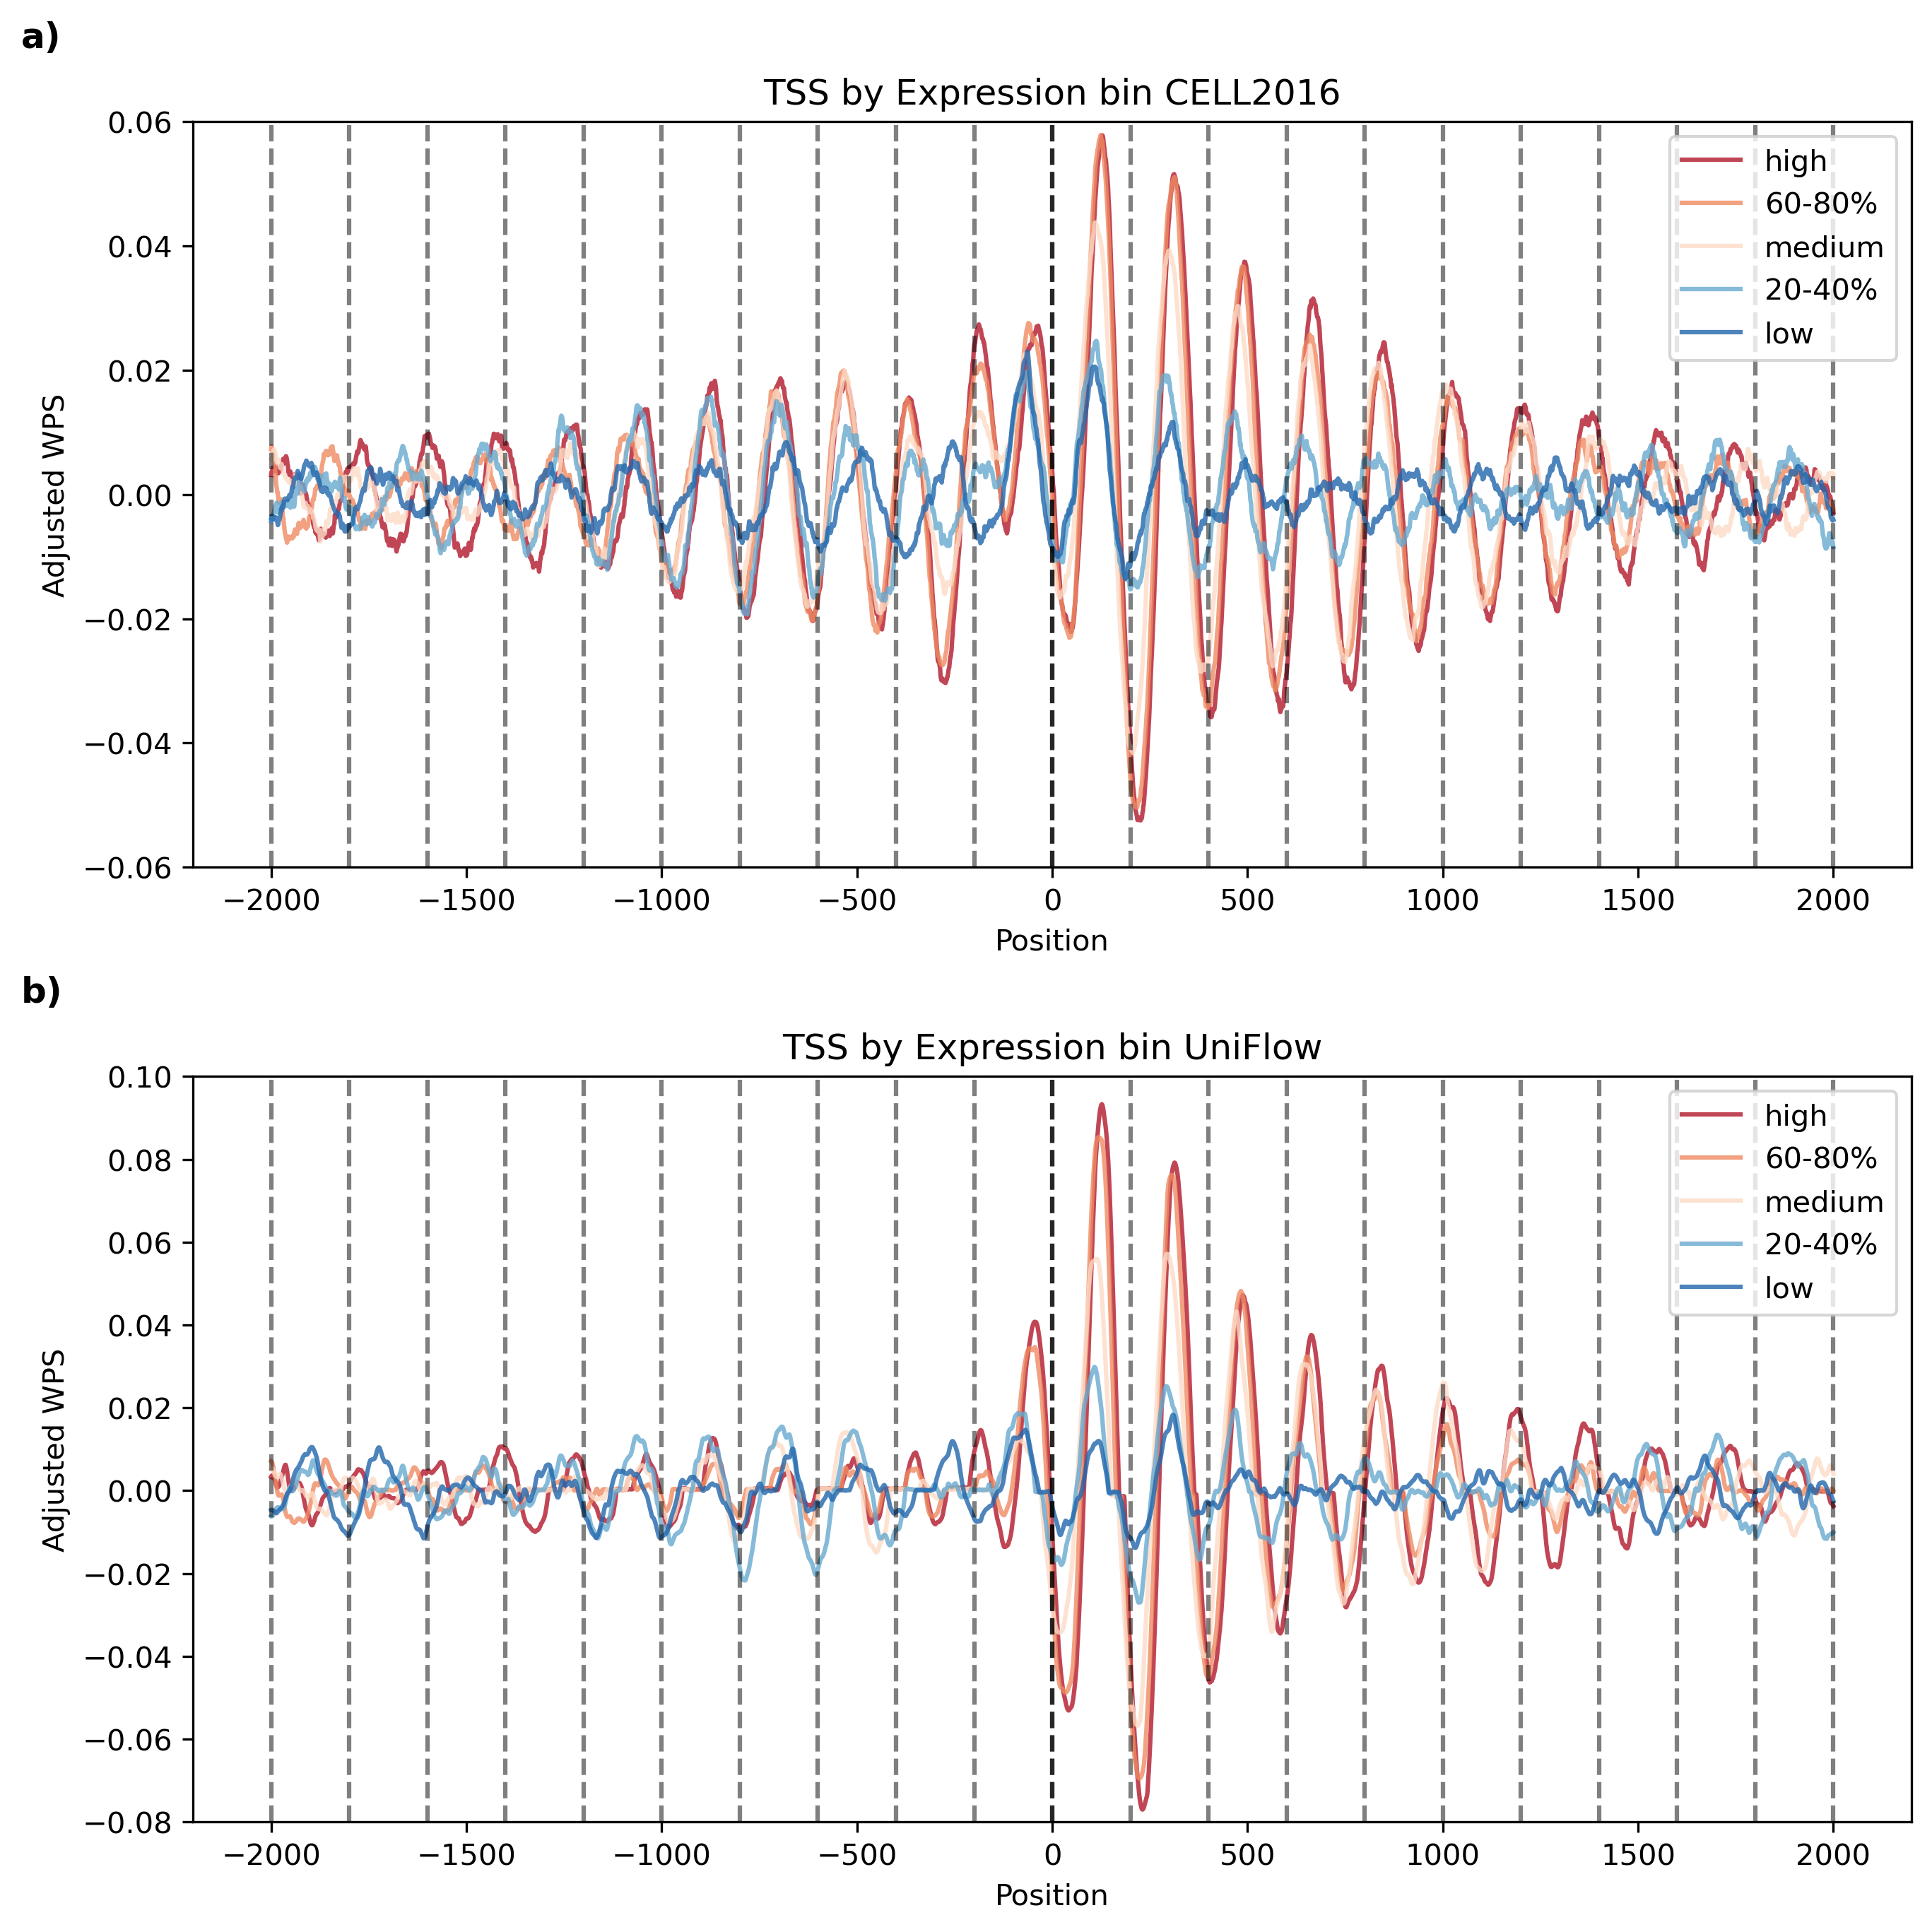 a)
TSS by Expression bin CELL2016
0.06
0.04
0.02
0.00
−0.02
−0.04
−0.06
Adjusted WPS
high
60-80%
medium
20-40%
low
−2000 −1500 −1000 −500 0 500 1000 1500 2000
Position
b)
TSS by Expression bin UniFlow
0.10
0.08
0.06
0.04
0.02
0.00
−0.02
−0.04
−0.06
−0.08
Adjusted WPS
high
60-80%
medium
20-40%
low
−2000 −1500 −1000 −500 0 500 1000 1500 2000
Position